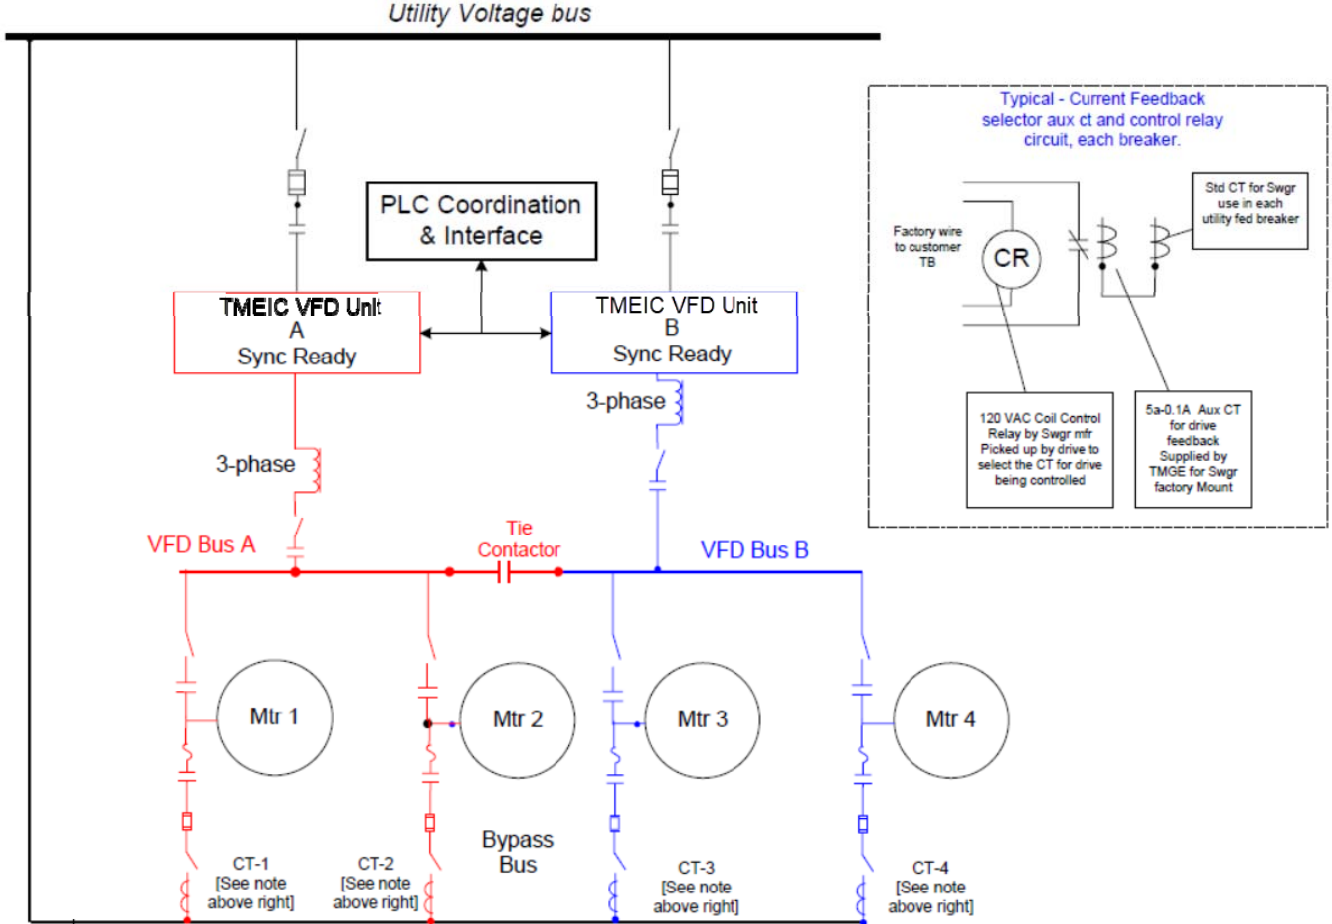 Utility Voltage bus
Typical - Current Feedback
selector aux ct and control relay
circuit, each breaker.
PLC Coordination
& Interface
Std CT for Swgr
use in each
utility fed breaker
Factory wire
to customer
TB
CR
TMEIC VFD Unit
A
Sync Ready
TMEIC VFD Unit
B
Sync Ready
3-phase
3-phase
120 VAC Coil Control
Relay by Swgr mfr
Picked up by drive to
select the CT for drive
being controlled
5a-0.1A Aux CT
for drive
feedback
Supplied by
TMGE for Swgr
factory Mount
VFD Bus A
Tie
Contactor
VFD Bus B
Mtr 1
Mtr 2
Mtr 3
Mtr 4
Bypass
Bus
CT-1
[See note
above right]
CT-2
[See note
above right]
CT-3
[See note
above right]
CT-4
[See note
above right]